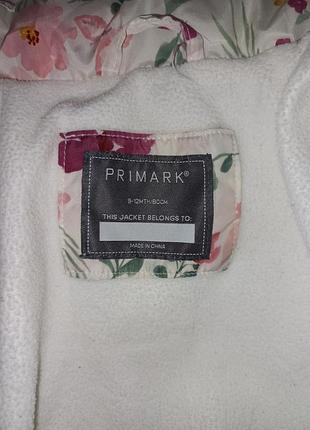 PRIMARK®
9-12MTH/80CM
THIS JACKET BELONGS TO:
MADE IN CHINA